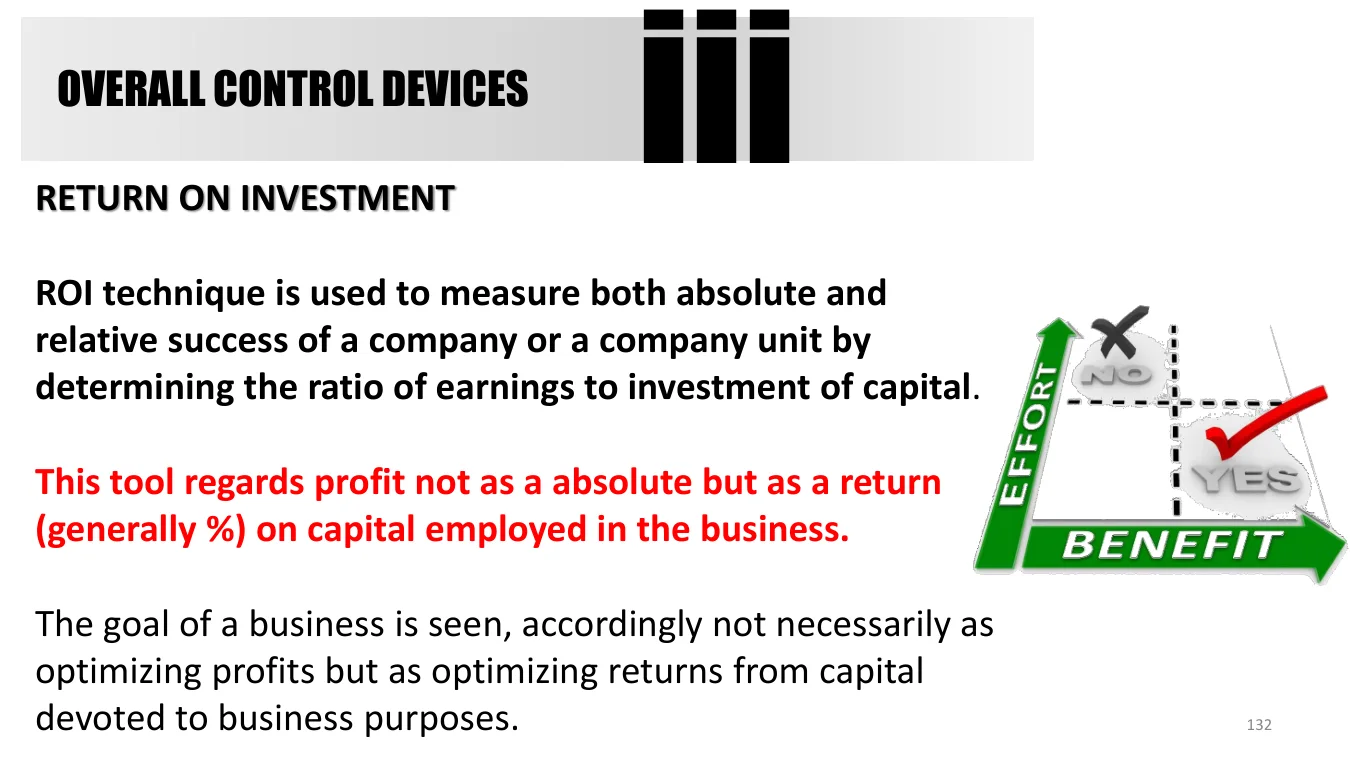 OVERALL CONTROL DEVICES
iii
RETURN ON INVESTMENT
ROI technique is used to measure both absolute and
relative success of a company or a company unit by
determining the ratio of earnings to investment of capital.
This tool regards profit not as a absolute but as a return
(generally %) on capital employed in the business.
The goal of a business is seen, accordingly not necessarily as
optimizing profits but as optimizing returns from capital
devoted to business purposes.
NO
EFFORT
YES
BENEFIT
132